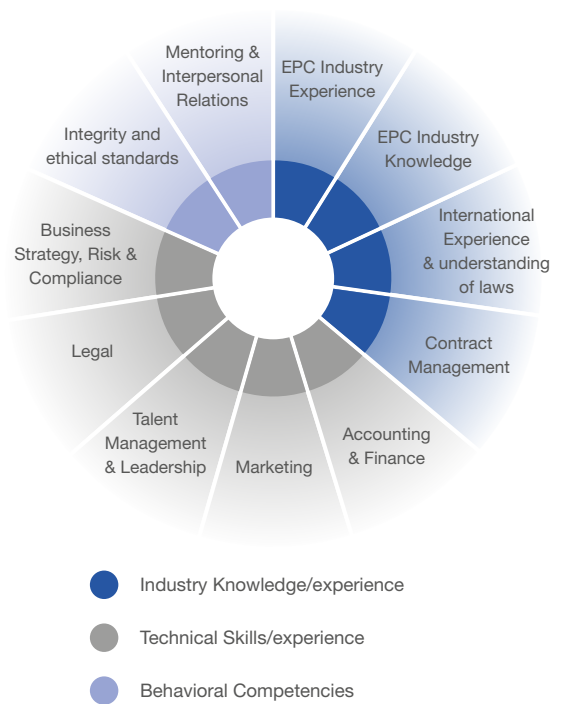 Mentoring &
Interpersonal
Relations
EPC Industry
Experience
EPC Industry
Knowledge
International
Experience
& understanding
of laws
Contract
Management
Accounting
& Finance
Marketing
Talent
Management
& Leadership
Legal
Business
Strategy, Risk &
Compliance
Integrity and
ethical standards
Industry Knowledge/experience
Technical Skills/experience
Behavioral Competencies